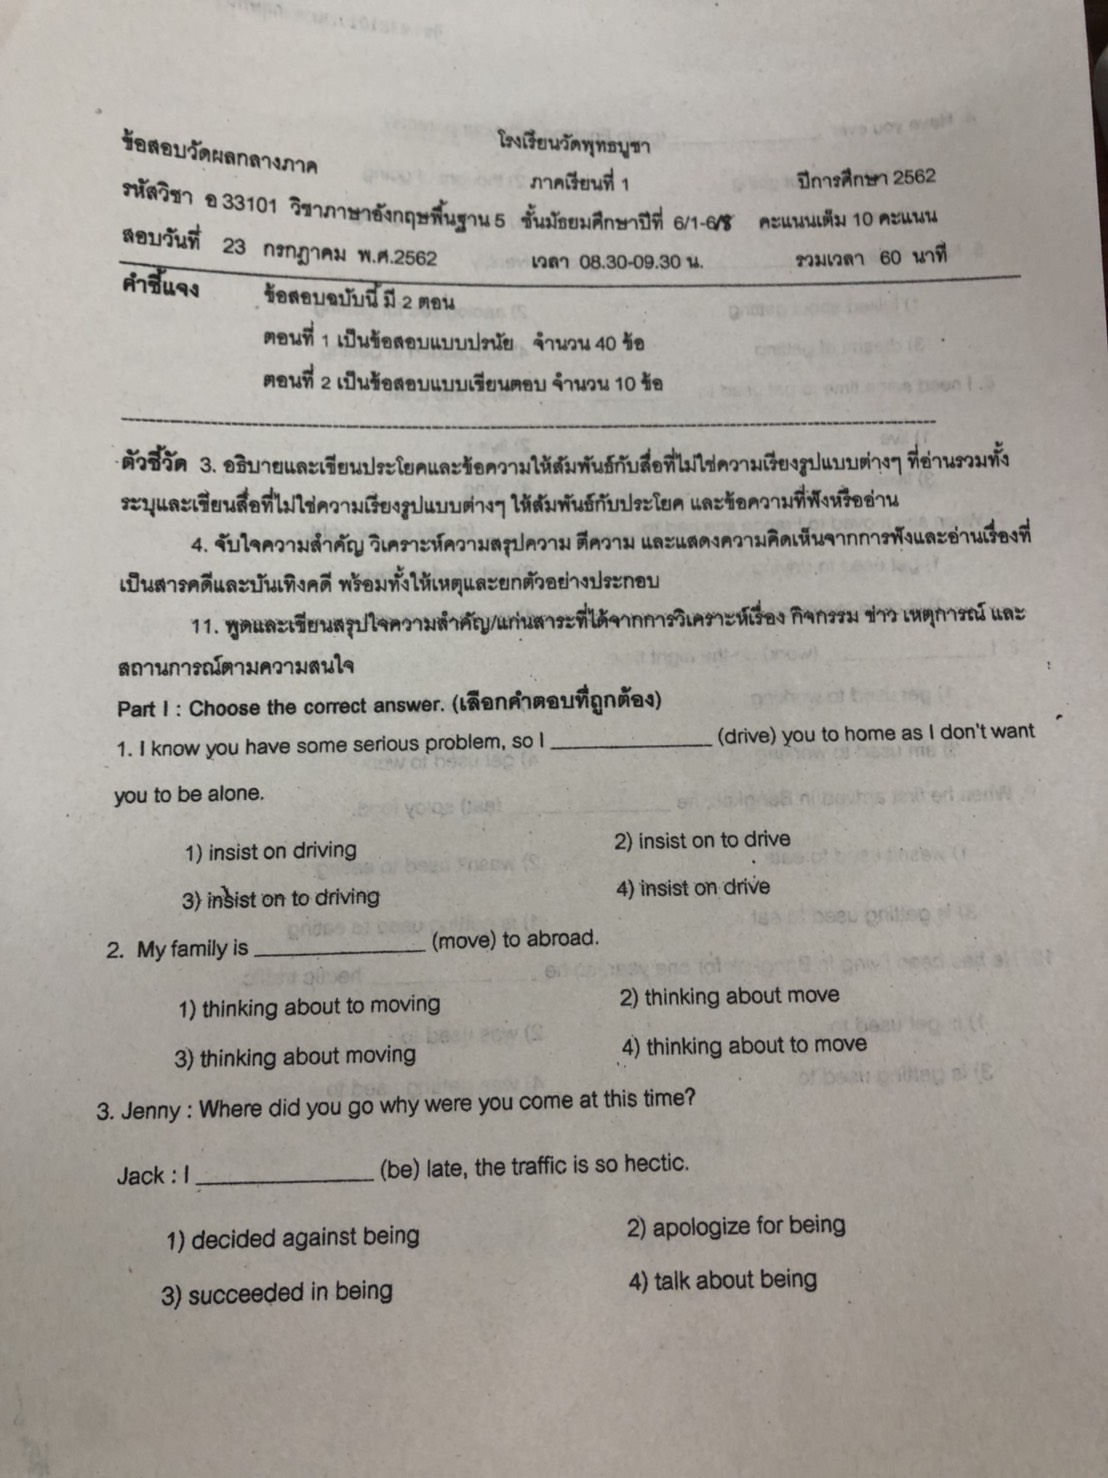 โรงเรียนวัดพุทธบูชา
ข้อสอบวัดผลกลางภาค ภาคเรียนที่ 1 ปีการศึกษา 2562
รหัสวิชา อ 33101 วิชาภาษาอังกฤษพื้นฐาน 5 ชั้นมัธยมศึกษาปีที่ 6/1-6/8 คะแนนเต็ม 10 คะแนน
สอบวันที่ 23 กรกฎาคม พ.ศ.2562 เวลา 08.30-09.30 น. รวมเวลา 60 นาที
คำชี้แจง ข้อสอบฉบับนี้ มี 2 ตอน
ตอนที่ 1 เป็นข้อสอบแบบปรนัย จำนวน 40 ข้อ
ตอนที่ 2 เป็นข้อสอบแบบเขียนตอบ จำนวน 10 ข้อ
ตัวชี้วัด 3. อธิบายและเขียนประโยคและข้อความให้สัมพันธ์กับสื่อที่ไม่ใช่ความเรียงรูปแบบต่างๆ ที่อ่านรวมทั้ง
ระบุและเขียนสื่อที่ไม่ใช่ความเรียงรูปแบบต่างๆ ให้สัมพันธ์กับประโยค และข้อความที่ฟังหรืออ่าน
4. จับใจความสำคัญ วิเคราะห์ความสรุปความ ตีความ และแสดงความคิดเห็นจากการฟังและอ่านเรื่องที่
เป็นสารคดีและบันเทิงคดี พร้อมทั้งให้เหตุและยกตัวอย่างประกอบ
11. พูดและเขียนสรุปใจความสำคัญ/แก่นสาระที่ได้จากการวิเคราะห์เรื่อง กิจกรรม ข่าว เหตุการณ์ และ
สถานการณ์ตามความสนใจ
Part I : Choose the correct answer. (เลือกคำตอบที่ถูกต้อง)
1. I know you have some serious problem, so I ______________ (drive) you to home as I don't want
you to be alone.
1) insist on driving 2) insist on to drive
3) insist on to driving 4) insist on drive
2. My family is _______________ (move) to abroad.
1) thinking about to moving 2) thinking about move
3) thinking about moving 4) thinking about to move
3. Jenny : Where did you go why were you come at this time?
Jack : I ________________ (be) late, the traffic is so hectic.
1) decided against being 2) apologize for being
3) succeeded in being 4) talk about being